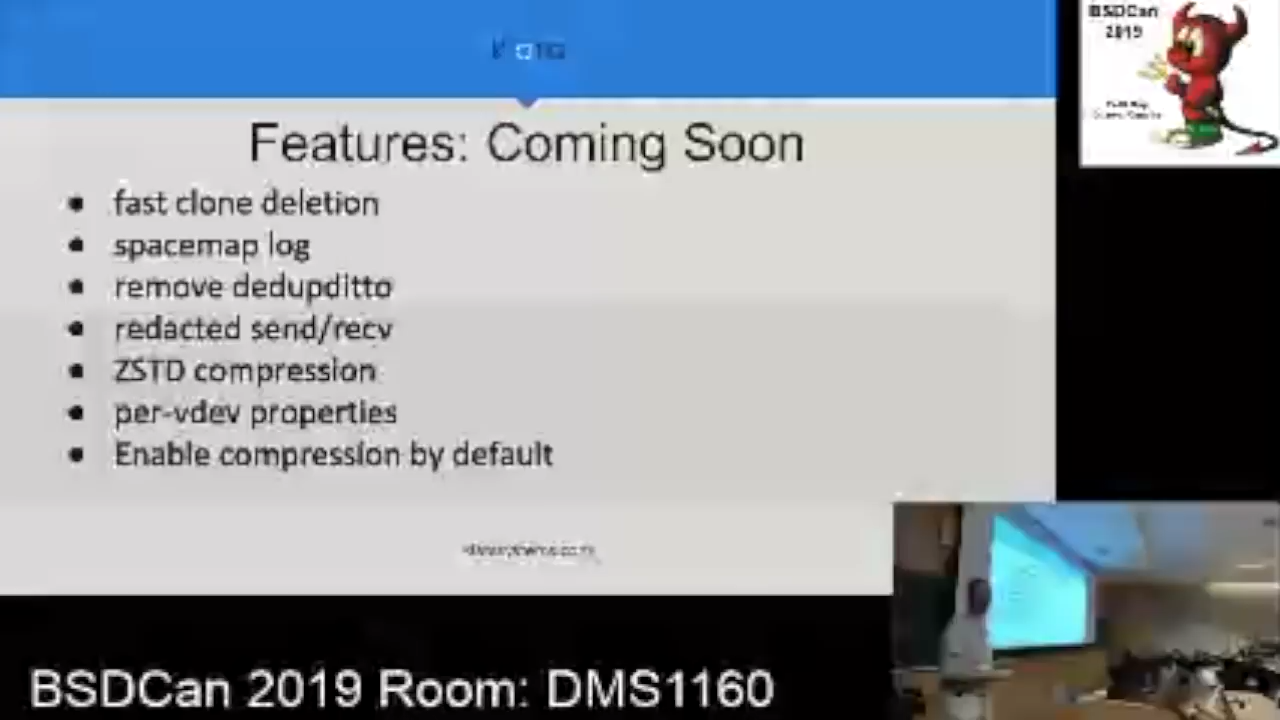 BSDCan
2019
Features: Coming Soon
• fast clone deletion
• spacemap log
• remove dedupditto
• redacted send/recv
• ZSTD compression
• per-vdev properties
• Enable compression by default
BSDCan 2019 Room: DMS1160